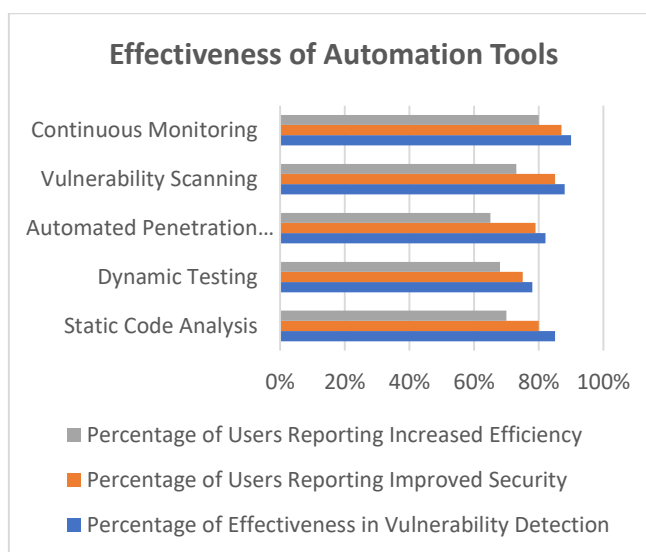 Effectiveness of Automation Tools
Continuous Monitoring
Vulnerability Scanning
Automated Penetration...
Dynamic Testing
Static Code Analysis
0% 20% 40% 60% 80% 100%
Percentage of Users Reporting Increased Efficiency
Percentage of Users Reporting Improved Security
Percentage of Effectiveness in Vulnerability Detection